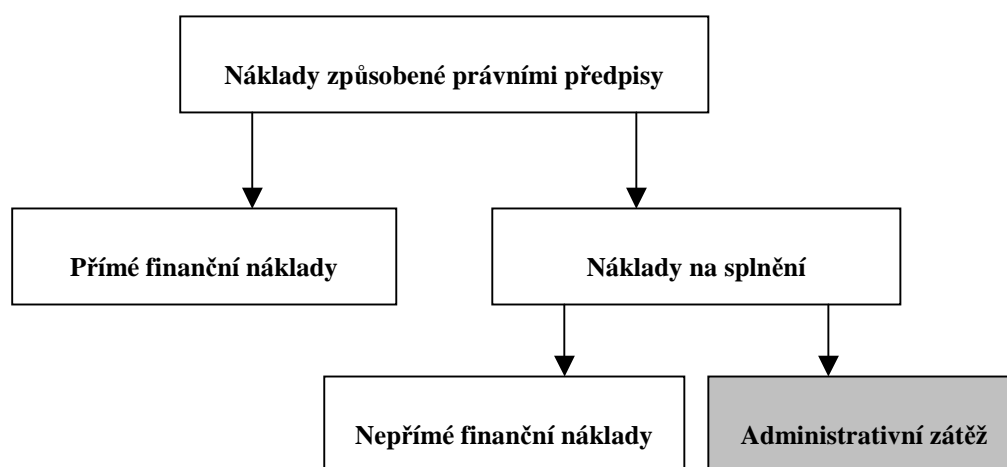 Náklady způsobené právními předpisy
Přímé finanční náklady
Náklady na splnění
Nepřímé finanční náklady
Administrativní zátěž